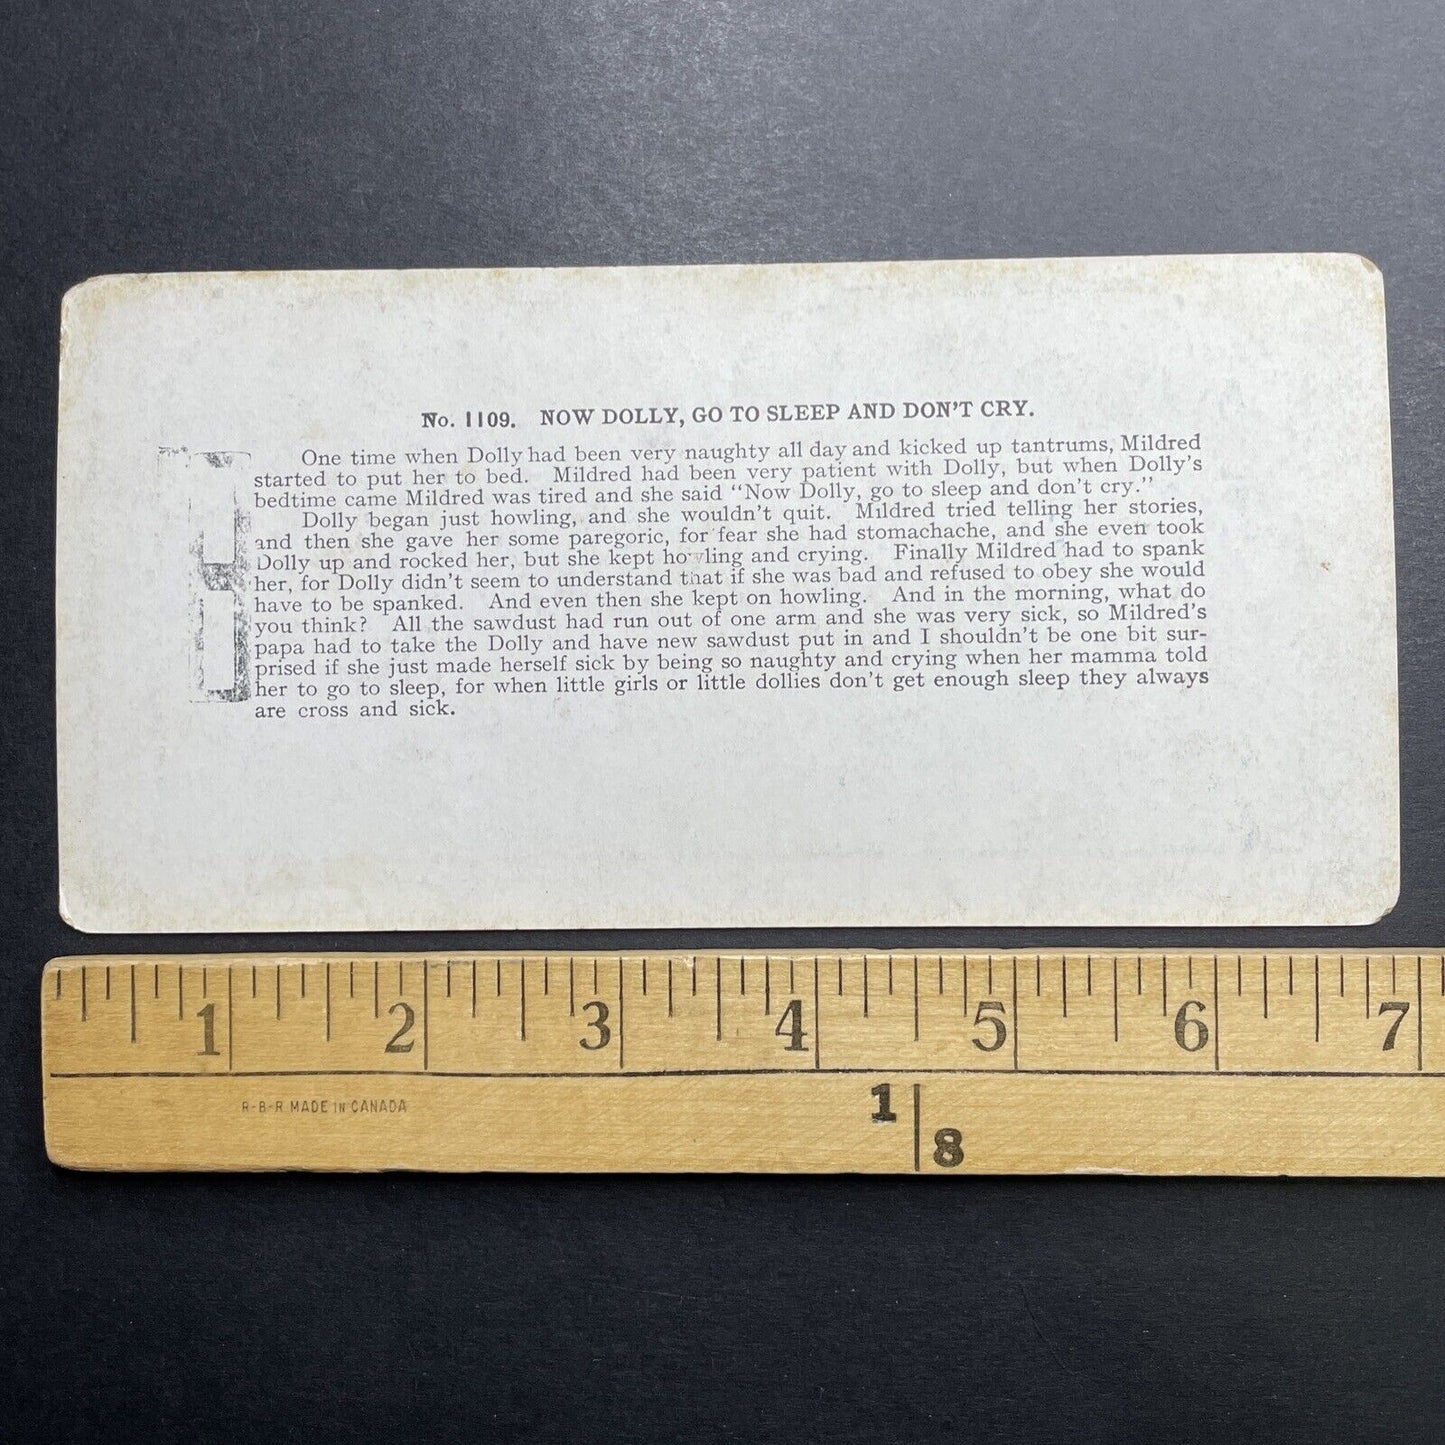 No. 1109. NOW DOLLY, GO TO SLEEP AND DON'T CRY.
One time when Dolly had been very naughty all day and kicked up tantrums, Mildred
started to put her to bed. Mildred had been very patient with Dolly, but when Dolly's
bedtime came Mildred was tired and she said "Now Dolly, go to sleep and don't cry."
Dolly began just howling, and she wouldn't quit. Mildred tried telling her stories,
and then she gave her some paregoric, for fear she had stomachache, and she even took
Dolly up and rocked her, but she kept howling and crying. Finally Mildred had to spank
her, for Dolly didn't seem to understand that if she was bad and refused to obey she would
have to be spanked. And even then she kept on howling. And in the morning, what do
you think? All the sawdust had run out of one arm and she was very sick, so Mildred's
papa had to take the Dolly and have new sawdust put in and I shouldn't be one bit sur-
prised if she just made herself sick by being so naughty and crying when her mamma told
her to go to sleep, for when little girls or little dollies don't get enough sleep they always
are cross and sick.
1 2 3 4 5 6 7
R-B-R MADE IN CANADA
1 8